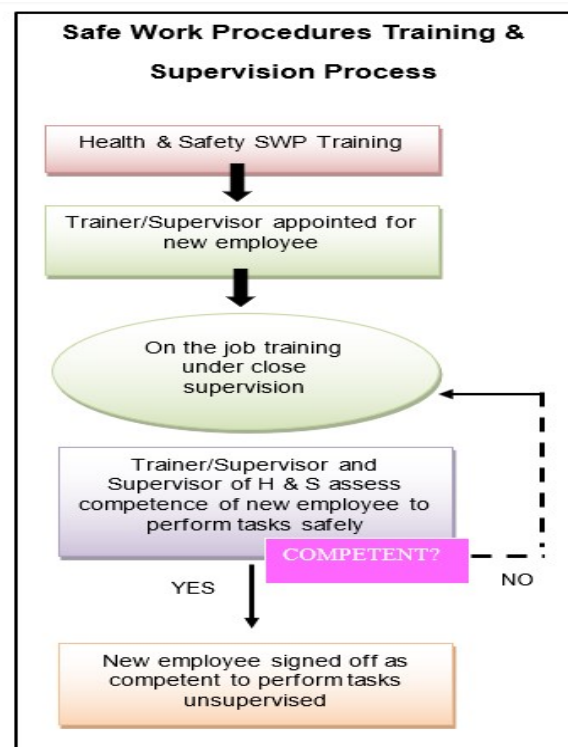 Safe Work Procedures Training &
Supervision Process
Health & Safety SWP Training
Trainer/Supervisor appointed for
new employee
On the job training
under close
supervision
Trainer/Supervisor and
Supervisor of H & S assess
competence of new employee to
perform tasks safely
COMPETENT?
NO
YES
New employee signed off as
competent to perform tasks
unsupervised